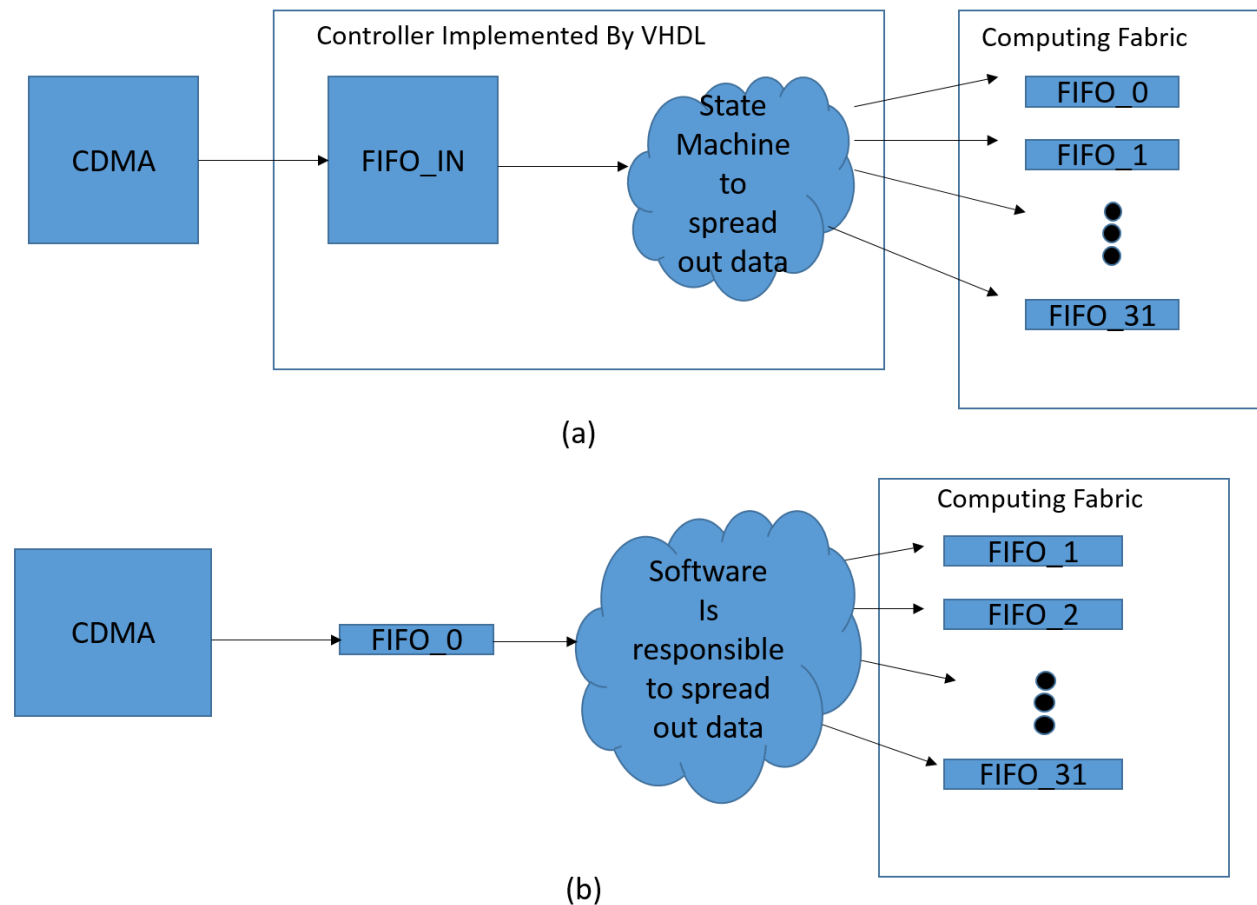 Controller Implemented By VHDL
Computing Fabric
CDMA
FIFO_IN
State
Machine
to
spread
out data
FIFO_0
FIFO_1
FIFO_31
(a)
Computing Fabric
CDMA
FIFO_0
Software
Is
responsible
to spread
out data
FIFO_1
FIFO_2
FIFO_31
(b)